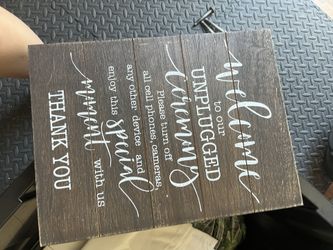 welcome
to our
UNPLUGGED
ceremony
Please turn off
all cell phones, cameras,
any other device and
enjoy this special
moment with us
THANK YOU